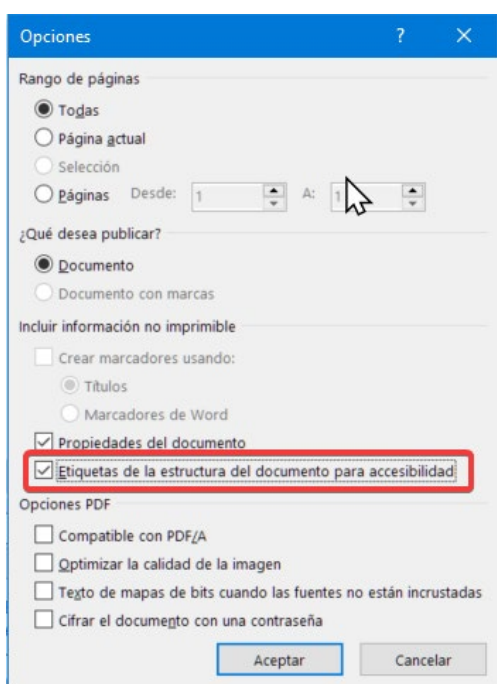 Opciones ? ×
Rango de páginas
Todas
Página actual
Selección
Páginas Desde: 1 A: 1
¿Qué desea publicar?
Documento
Documento con marcas
Incluir información no imprimible
Crear marcadores usando:
Títulos
Marcadores de Word
Propiedades del documento
Etiquetas de la estructura del documento para accesibilidad
Opciones PDF
Compatible con PDF/A
Optimizar la calidad de la imagen
Texto de mapas de bits cuando las fuentes no están incrustadas
Cifrar el documento con una contraseña
Aceptar Cancelar